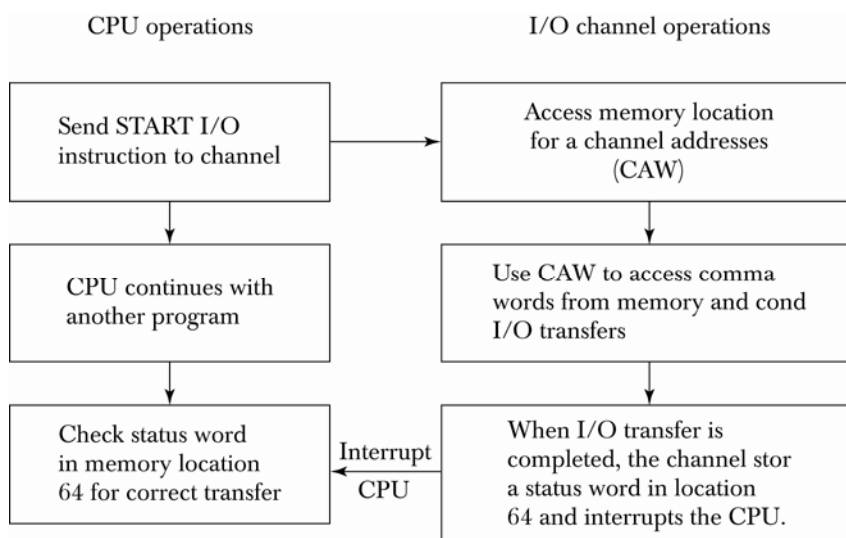 CPU operations
I/O channel operations
Send START I/O
instruction to channel
Access memory location
for a channel addresses
(CAW)
CPU continues with
another program
Use CAW to access comma
words from memory and cond
I/O transfers
Check status word
in memory location
64 for correct transfer
Interrupt
CPU
When I/O transfer is
completed, the channel stor
a status word in location
64 and interrupts the CPU.